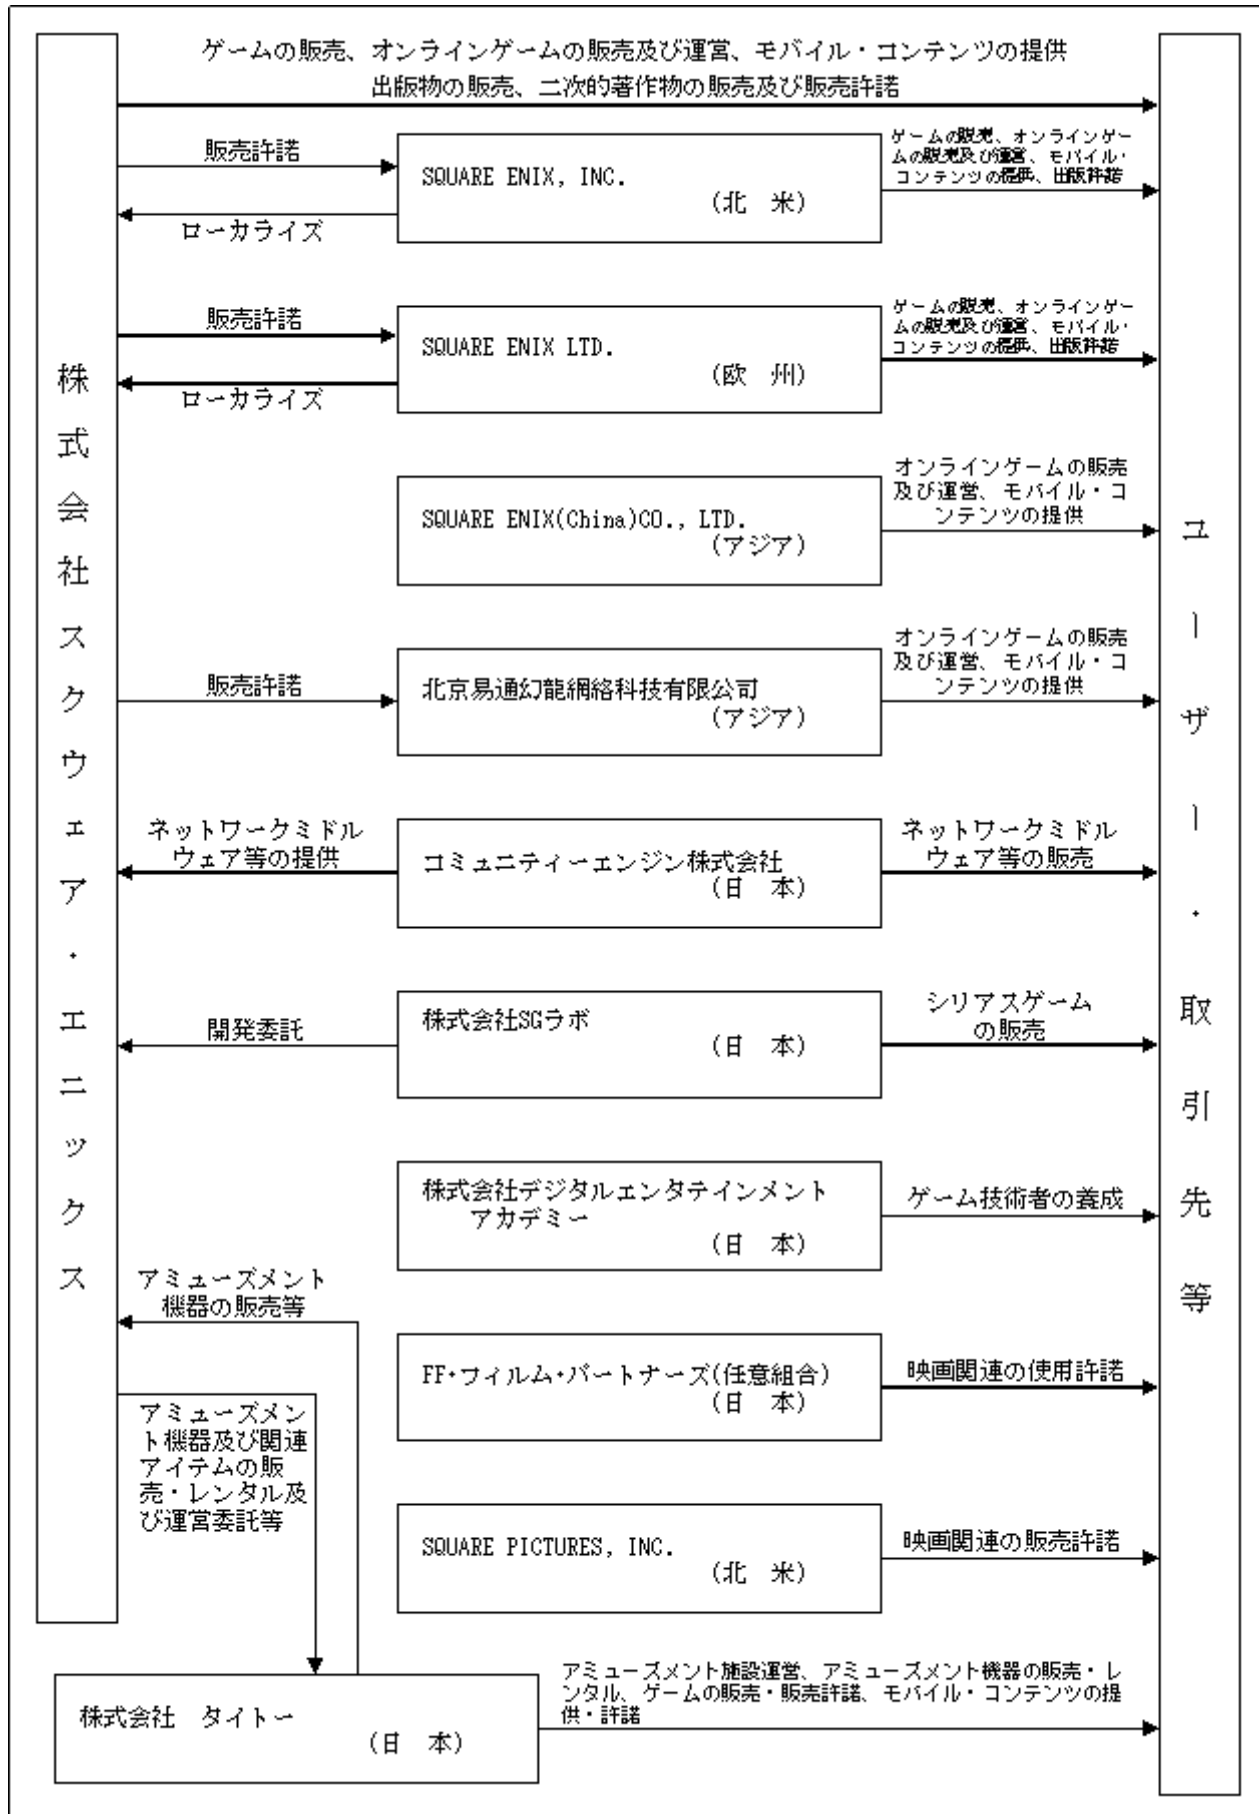 ゲームの販売、オンラインゲームの販売及び運営、モバイル・コンテンツの提供
出版物の販売、二次的著作物の販売及び販売許諾
株式会社スクウェア・エニックス
ユーザー・取引先等
販売許諾
ローカライズ
SQUARE ENIX, INC.
(北 米)
ゲームの販売、オンラインゲー
ムの販売及び運営、モバイル・
コンテンツの提供、出版許諾
販売許諾
ローカライズ
SQUARE ENIX LTD.
(欧 州)
ゲームの販売、オンラインゲー
ムの販売及び運営、モバイル・
コンテンツの提供、出版許諾
SQUARE ENIX(China)CO., LTD.
(アジア)
オンラインゲームの販売
及び運営、モバイル・コ
ンテンツの提供
販売許諾
北京易通幻龍網絡科技有限公司
(アジア)
オンラインゲームの販売
及び運営、モバイル・コ
ンテンツの提供
ネットワークミドル
ウェア等の提供
コミュニティーエンジン株式会社
(日 本)
ネットワークミドル
ウェア等の販売
開発委託
株式会社SGラボ
(日 本)
シリアスゲーム
の販売
株式会社デジタルエンタテインメント
アカデミー
(日 本)
ゲーム技術者の養成
アミューズメント
機器の販売等
FF・フィルム・パートナーズ(任意組合)
(日 本)
映画関連の使用許諾
アミューズメン
ト機器及び関連
アイテムの販
売・レンタル及
び運営委託等
SQUARE PICTURES, INC.
(北 米)
映画関連の販売許諾
株式会社 タイトー
(日 本)
アミューズメント施設運営、アミューズメント機器の販売・レ
ンタル、ゲームの販売・販売許諾、モバイル・コンテンツの提
供・許諾